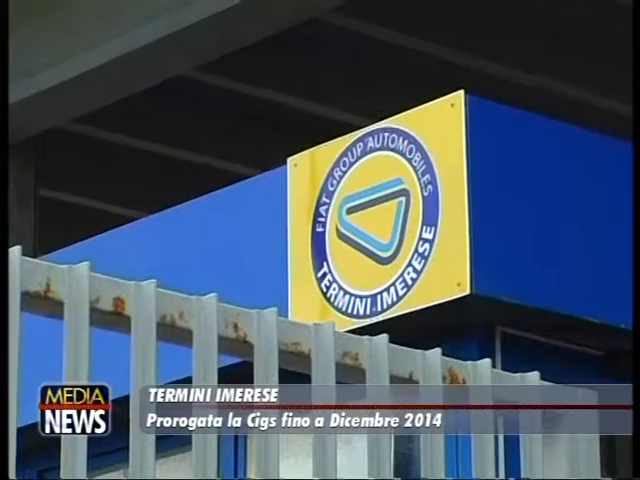 FIAT GROUP AUTOMOBILES
TERMINI IMERESE
MEDIA
NEWS
TERMINI IMERESE
Prorogata la Cigs fino a Dicembre 2014